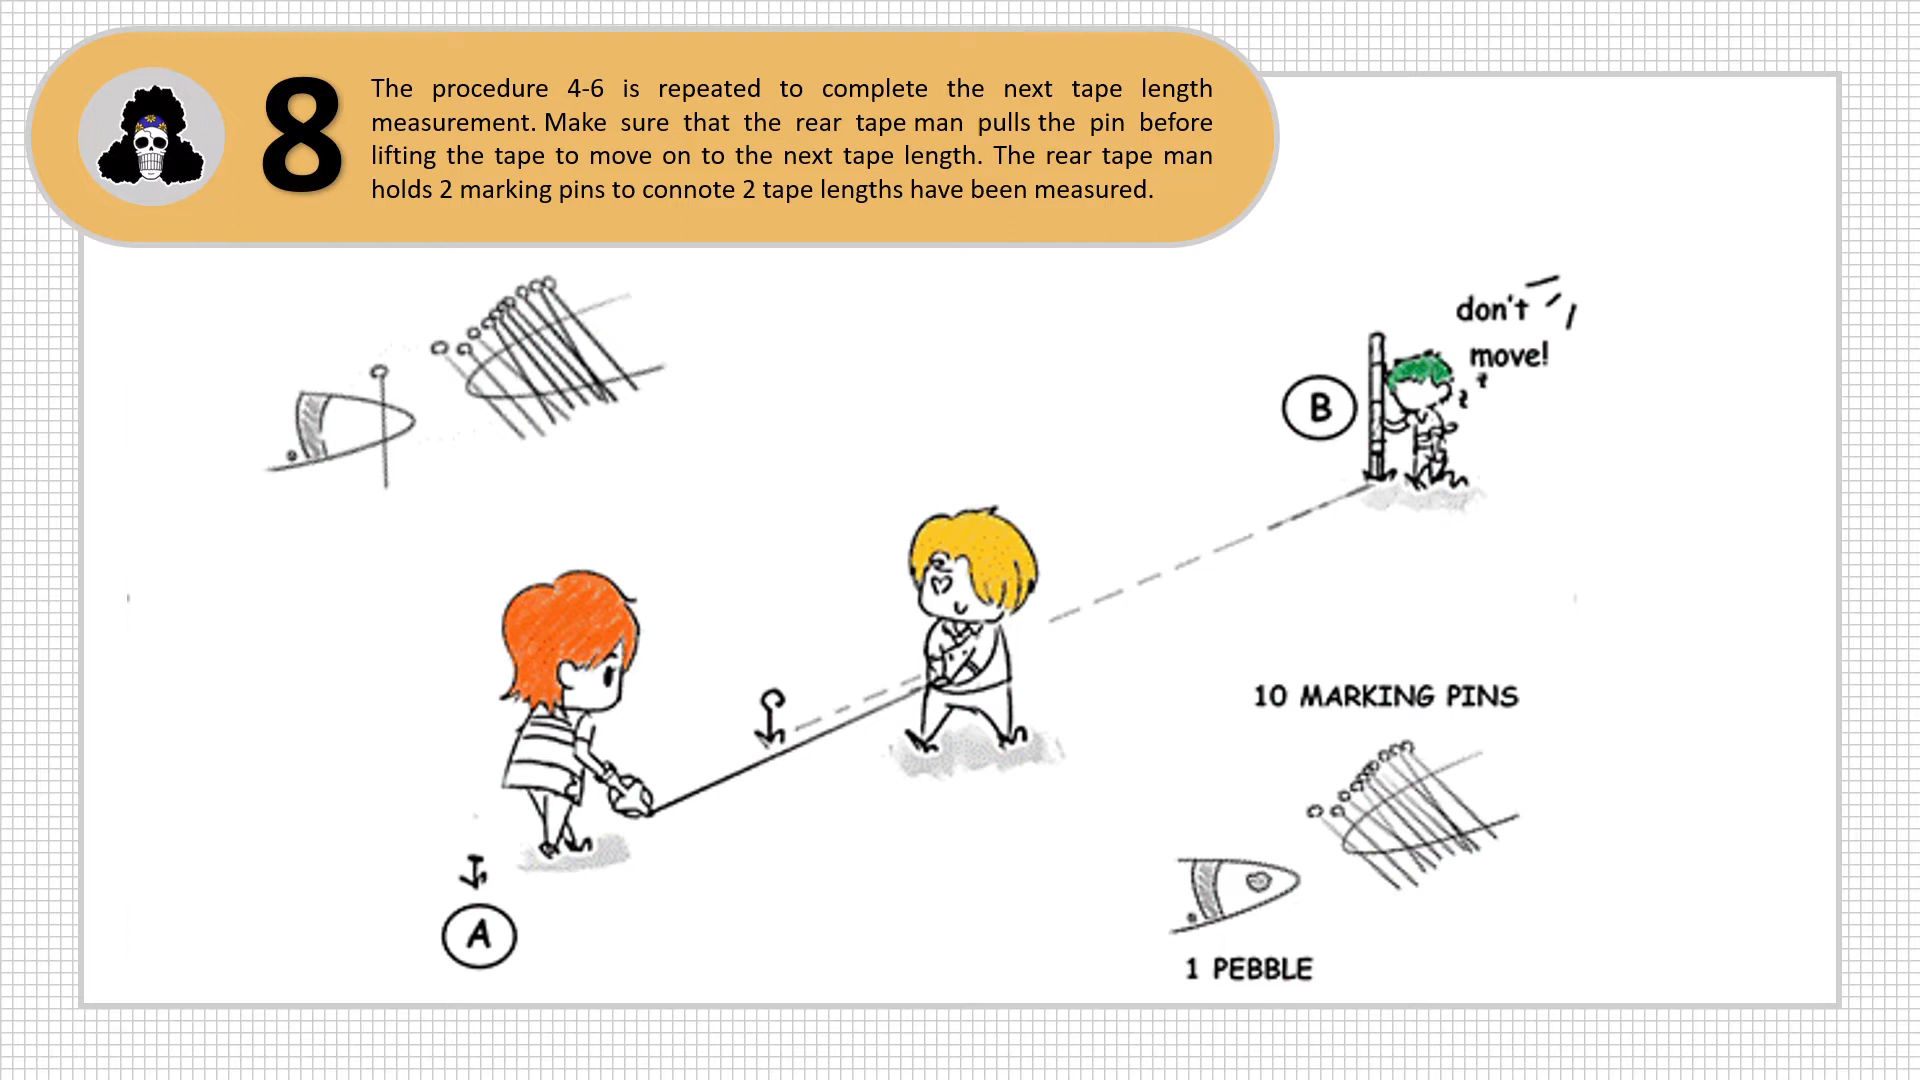 8
The procedure 4-6 is repeated to complete the next tape length
measurement. Make sure that the rear tape man pulls the pin before
lifting the tape to move on to the next tape length. The rear tape man
holds 2 marking pins to connote 2 tape lengths have been measured.
don't
move!
B
10 MARKING PINS
A
1 PEBBLE